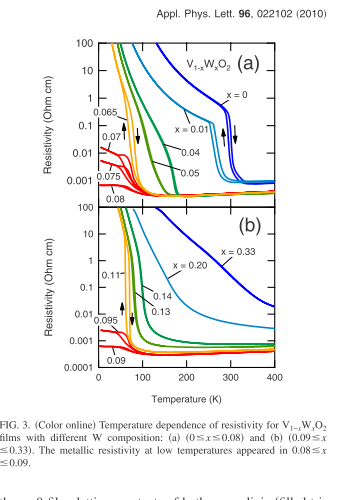 Appl. Phys. Lett. 96, 022102 (2010)
100
V1-xWxO2
(a)
10
1
x = 0
0.065
0.1
x = 0.01
0.07
0.04
0.01
0.05
0.075
0.001
0.08
Resistivity (Ohm cm)
100
(b)
10
x = 0.33
1
x = 0.20
0.11
0.1
0.14
0.13
0.01
0.095
0.001
0.09
0.0001
Resistivity (Ohm cm)
0 100 200 300 400
Temperature (K)
FIG. 3. (Color online) Temperature dependence of resistivity for V1−xWxO2
films with different W composition: (a) (0≤x≤0.08) and (b) (0.09≤x
≤0.33). The metallic resistivity at low temperatures appeared in 0.08≤x
≤0.09.